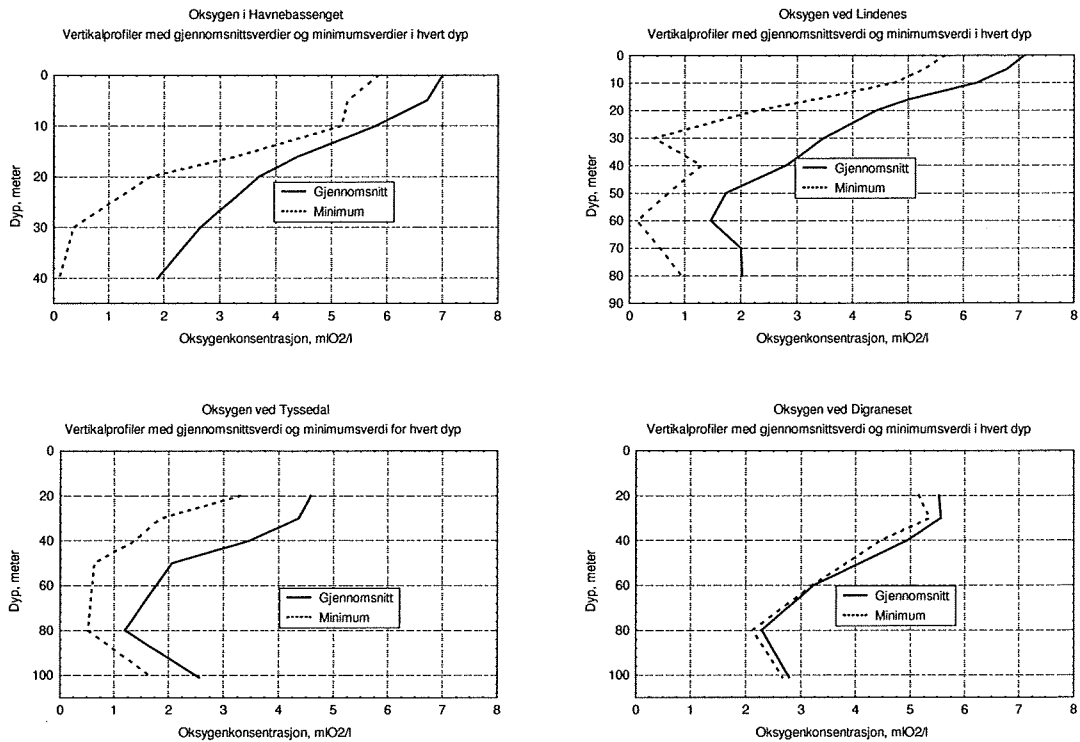 Oksygen i Havnebassenget
Vertikalprofiler med gjennomsnittsverdier og minimumsverdier i hvert dyp
0
10
20
30
40
Dyp, meter
Gjennomsnitt
Minimum
0 1 2 3 4 5 6 7 8
Oksygenkonsentrasjon, mlO2/l
Oksygen ved Lindenes
Vertikalprofiler med gjennomsnittsverdi og minimumsverdi i hvert dyp
0
10
20
30
40
50
60
70
80
90
Dyp, meter
Gjennomsnitt
Minimum
0 1 2 3 4 5 6 7 8
Oksygenkonsentrasjon, mlO2/l
Oksygen ved Tyssedal
Vertikalprofiler med gjennomsnittsverdi og minimumsverdi for hvert dyp
0
20
40
60
80
100
Dyp, meter
Gjennomsnitt
Minimum
0 1 2 3 4 5 6 7 8
Oksygenkonsentrasjon, mlO2/l
Oksygen ved Digraneset
Vertikalprofiler med gjennomsnittsverdi og minimumsverdi i hvert dyp
0
20
40
60
80
100
Dyp, meter
Gjennomsnitt
Minimum
0 1 2 3 4 5 6 7 8
Oksygenkonsentrasjon, mlO2/l